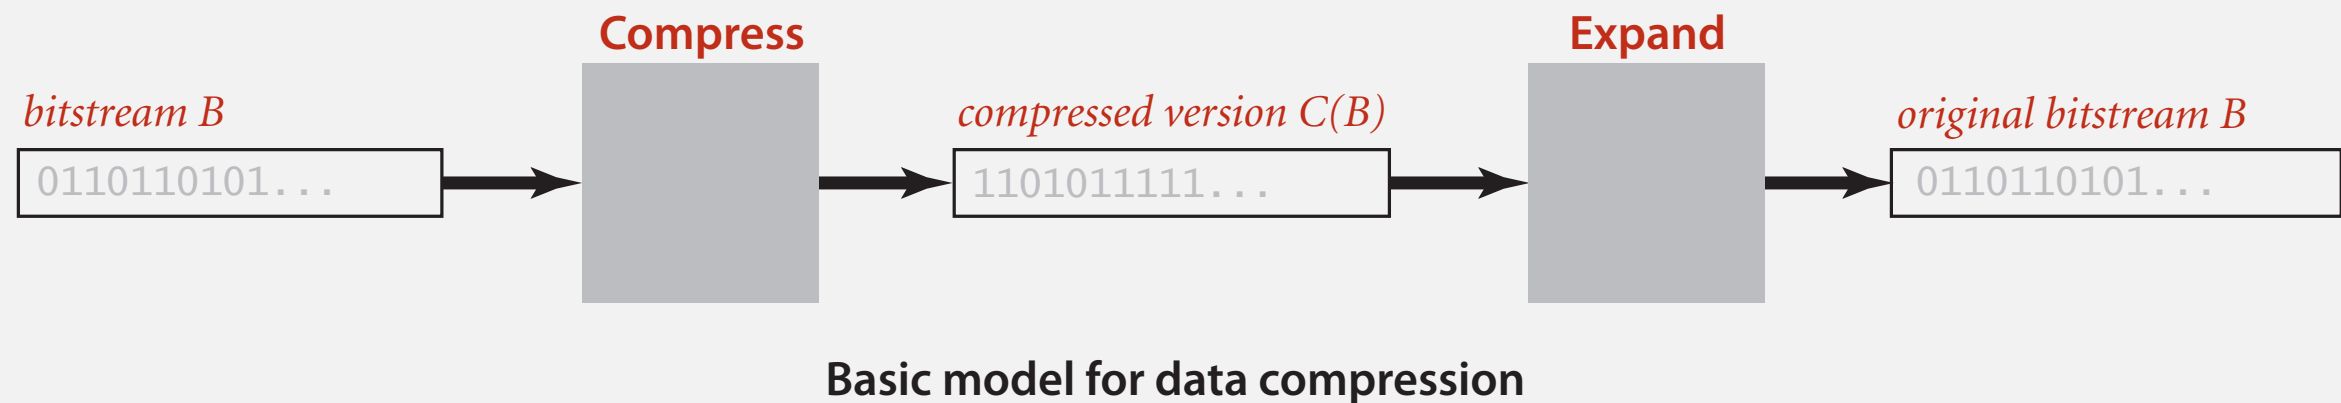 Compress
Expand
bitstream B
compressed version C(B)
original bitstream B
0110110101...
1101011111...
0110110101...
Basic model for data compression